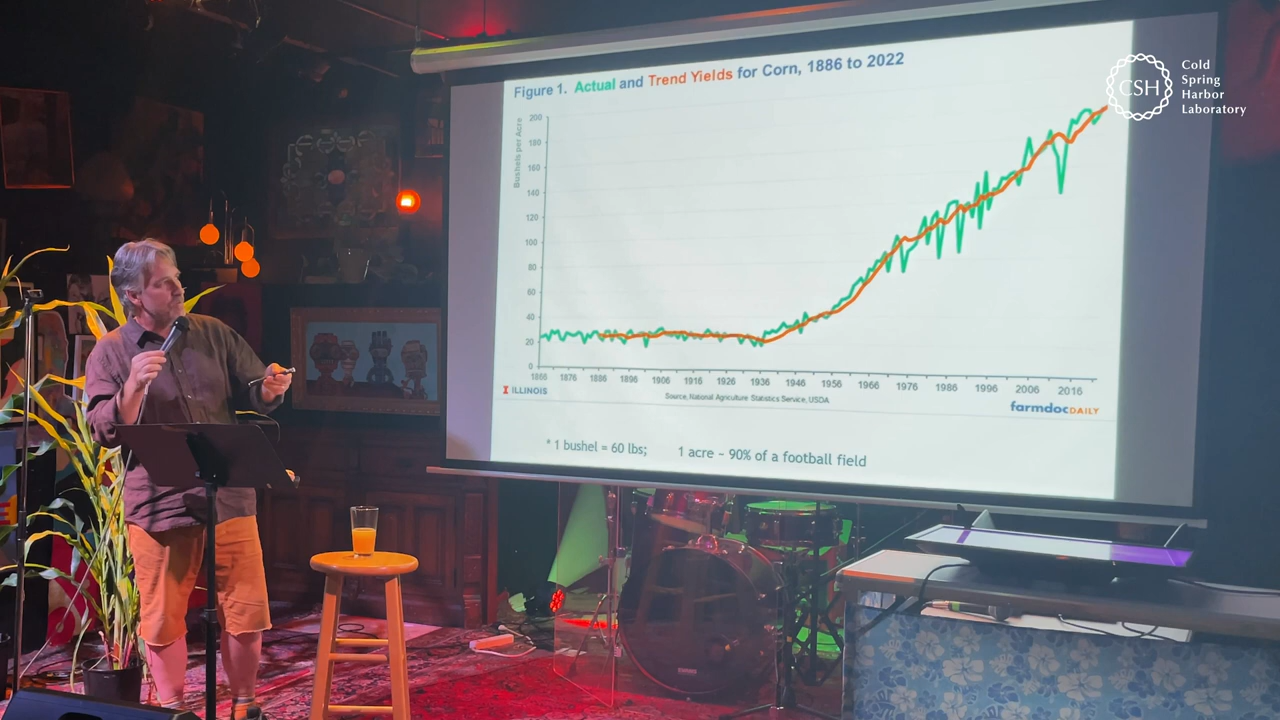 Figure 1. Actual and Trend Yields for Corn, 1886 to 2022
Bushels per Acre
200
180
160
140
120
100
80
60
40
20
0
1866 1876 1886 1896 1906 1916 1926 1936 1946 1956 1966 1976 1986 1996 2006 2016
I ILLINOIS
Source, National Agriculture Statistics Service, USDA
farmdocDAILY
* 1 bushel = 60 lbs; 1 acre ~ 90% of a football field
CSH
Cold
Spring
Harbor
Laboratory